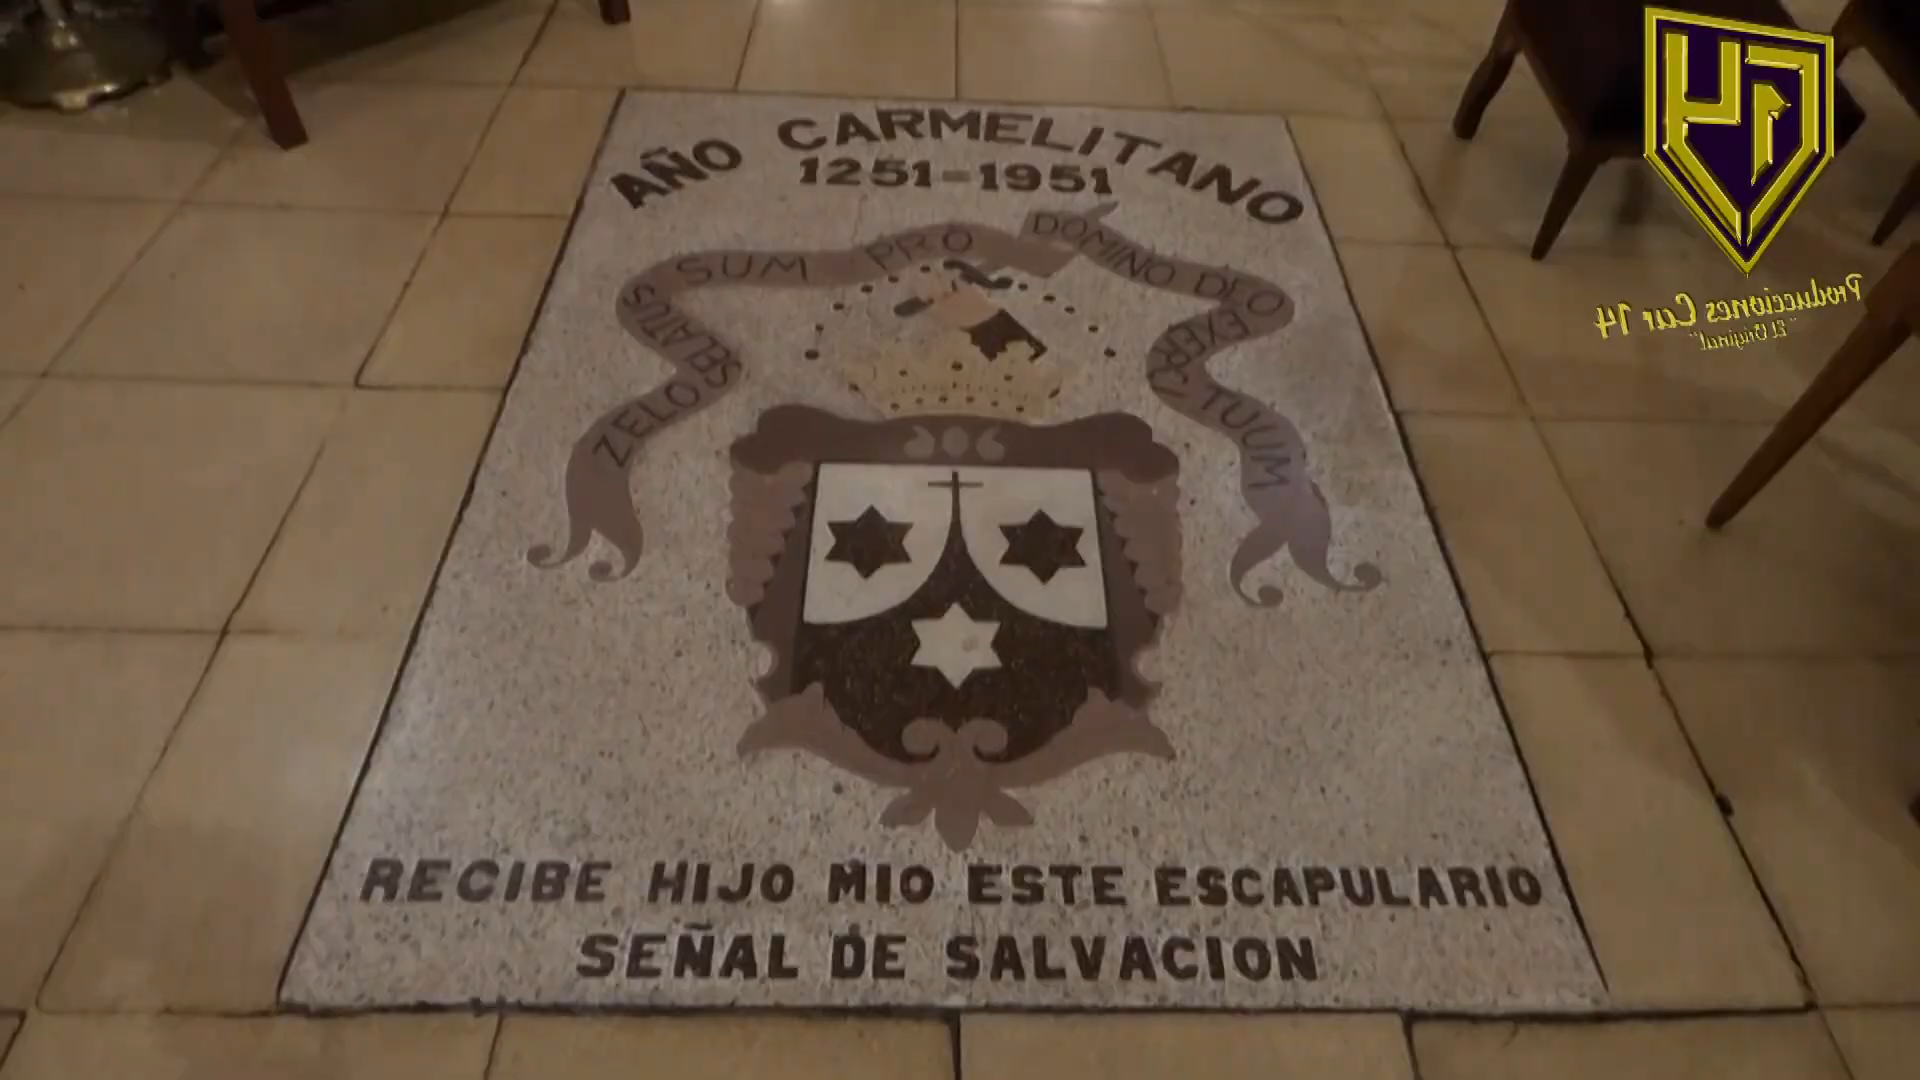 AÑO CARMELITANO
1251-1951
ZELO SELATUS SUM PRO DOMINO DEO EXERCITUUM
RECIBE HIJO MIO ESTE ESCAPULARIO
SEÑAL DE SALVACION
Producciones Car 14
"El Original"